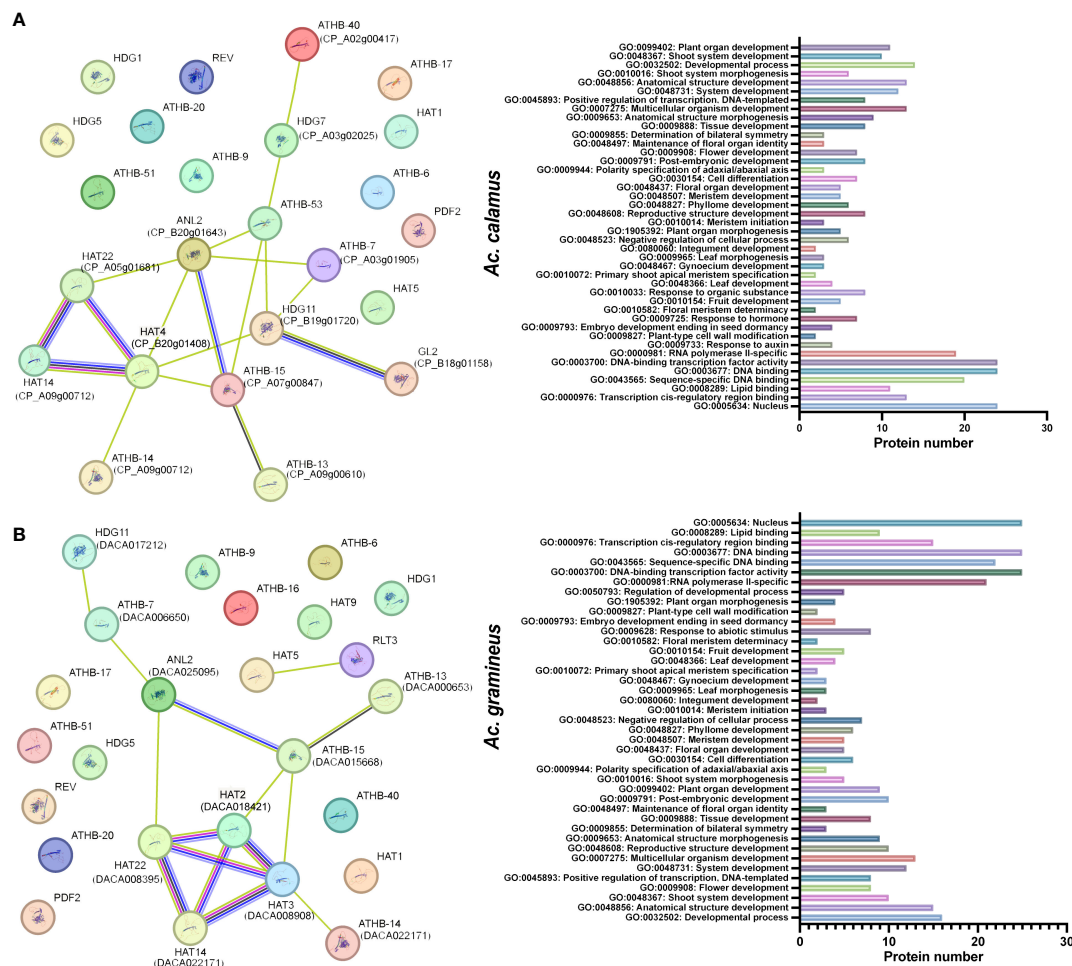 A
ATHB-40
(CP_A02g00417)
HDG1
REV
ATHB-17
HDG5
ATHB-20
HDG7
(CP_A03g02025)
HAT1
ATHB-9
ATHB-51
ATHB-6
ATHB-53
ANL2
(CP_B20g01643)
PDF2
ATHB-7
(CP_A03g01905)
HAT22
(CP_A05g01681)
HAT5
HDG11
(CP_B19g01720)
HAT4
(CP_B20g01408)
GL2
(CP_B18g01158)
HAT14
(CP_A09g00712)
ATHB-15
(CP_A07g00847)
ATHB-14
(CP_A09g00712)
ATHB-13
(CP_A09g00610)
Ac. calamus
GO:0099402: Plant organ development
GO:0048367: Shoot system development
GO:0032502: Developmental process
GO:0010016: Shoot system morphogenesis
GO:0048856: Anatomical structure development
GO:0048731: System development
GO:0045893: Positive regulation of transcription. DNA-templated
GO:0007275: Multicellular organism development
GO:0009653: Anatomical structure morphogenesis
GO:0009888: Tissue development
GO:0009855: Determination of bilateral symmetry
GO:0048497: Maintenance of floral organ identity
GO:0009908: Flower development
GO:0009791: Post-embryonic development
GO:0009944: Polarity specification of adaxial/abaxial axis
GO:0030154: Cell differentiation
GO:0048437: Floral organ development
GO:0048507: Meristem development
GO:0048827: Phyllome development
GO:0048608: Reproductive structure development
GO:0010014: Meristem initiation
GO:1905392: Plant organ morphogenesis
GO:0048523: Negative regulation of cellular process
GO:0080060: Integument development
GO:0009965: Leaf morphogenesis
GO:0048467: Gynoecium development
GO:0010072: Primary shoot apical meristem specification
GO:0048366: Leaf development
GO:0010033: Response to organic substance
GO:0010154: Fruit development
GO:0010582: Floral meristem determinacy
GO:0009725: Response to hormone
GO:0009793: Embryo development ending in seed dormancy
GO:0009827: Plant-type cell wall modification
GO:0009733: Response to auxin
GO:0000981: RNA polymerase II-specific
GO:0003700: DNA-binding transcription factor activity
GO:0003677: DNA binding
GO:0043565: Sequence-specific DNA binding
GO:0008289: Lipid binding
GO:0000976: Transcription cis-regulatory region binding
GO:0005634: Nucleus
0 10 20 30
Protein number
B
HDG11
(DACA017212)
ATHB-9
ATHB-6
ATHB-16
HDG1
ATHB-7
(DACA006650)
HAT9
ANL2
(DACA025095)
HAT5
RLT3
ATHB-17
ATHB-13
(DACA000653)
ATHB-51
HDG5
ATHB-15
(DACA015668)
REV
HAT2
(DACA018421)
ATHB-40
ATHB-20
HAT22
(DACA008395)
HAT1
PDF2
HAT3
(DACA008908)
HAT14
(DACA022171)
ATHB-14
(DACA022171)
Ac. gramineus
GO:0005634: Nucleus
GO:0008289: Lipid binding
GO:0000976: Transcription cis-regulatory region binding
GO:0003677: DNA binding
GO:0043565: Sequence-specific DNA binding
GO:0003700: DNA-binding transcription factor activity
GO:0000981:RNA polymerase II-specific
GO:0050793: Regulation of developmental process
GO:1905392: Plant organ morphogenesis
GO:0009827: Plant-type cell wall modification
GO:0009793: Embryo development ending in seed dormancy
GO:0009628: Response to abiotic stimulus
GO:0010582: Floral meristem determinacy
GO:0010154: Fruit development
GO:0048366: Leaf development
GO:0010072: Primary shoot apical meristem specification
GO:0048467: Gynoecium development
GO:0009965: Leaf morphogenesis
GO:0080060: Integument development
GO:0010014: Meristem initiation
GO:0048523: Negative regulation of cellular process
GO:0048827: Phyllome development
GO:0048507: Meristem development
GO:0048437: Floral organ development
GO:0030154: Cell differentiation
GO:0009944: Polarity specification of adaxial/abaxial axis
GO:0010016: Shoot system morphogenesis
GO:0099402: Plant organ development
GO:0009791: Post-embryonic development
GO:0048497: Maintenance of floral organ identity
GO:0009888: Tissue development
GO:0009855: Determination of bilateral symmetry
GO:0009653: Anatomical structure morphogenesis
GO:0048608: Reproductive structure development
GO:0007275: Multicellular organism development
GO:0048731: System development
GO:0045893: Positive regulation of transcription. DNA-templated
GO:0009908: Flower development
GO:0048367: Shoot system development
GO:0048856: Anatomical structure development
GO:0032502: Developmental process
0 10 20 30
Protein number